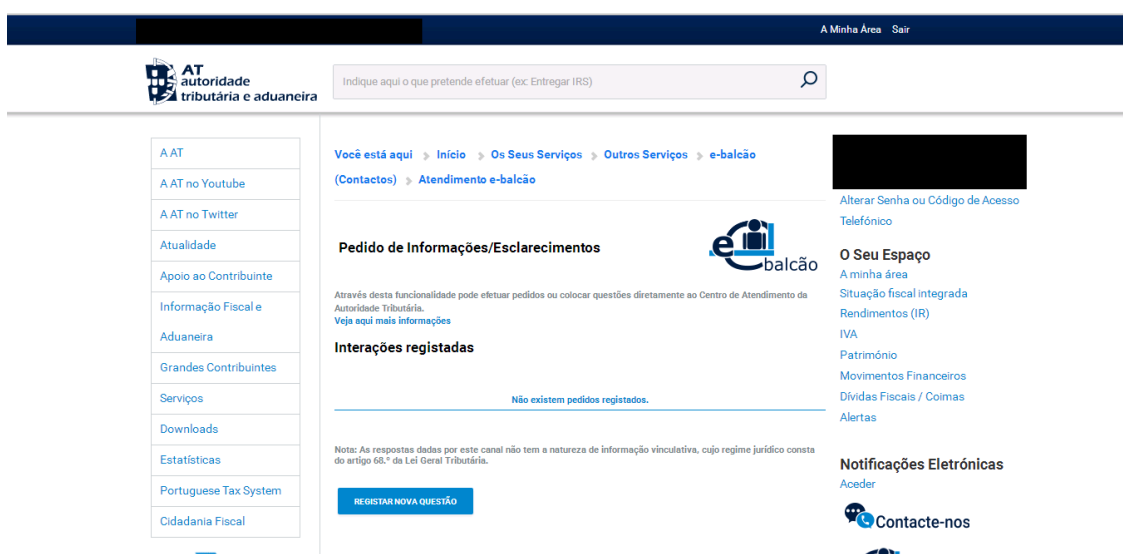 A Minha Área Sair
AT
autoridade
tributária e aduaneira
Indique aqui o que pretende efetuar (ex: Entregar IRS)
A AT
A AT no Youtube
A AT no Twitter
Atualidade
Apoio ao Contribuinte
Informação Fiscal e
Aduaneira
Grandes Contribuintes
Serviços
Downloads
Estatísticas
Portuguese Tax System
Cidadania Fiscal
Você está aqui Início Os Seus Serviços Outros Serviços e-balcão
(Contactos) Atendimento e-balcão
Pedido de Informações/Esclarecimentos
e balcão
Através desta funcionalidade pode efetuar pedidos ou colocar questões diretamente ao Centro de Atendimento da
Autoridade Tributária.
Veja aqui mais informações
Interações registadas
Não existem pedidos registados.
Nota: As respostas dadas por este canal não tem a natureza de informação vinculativa, cujo regime jurídico consta
do artigo 68.º da Lei Geral Tributária.
REGISTAR NOVA QUESTÃO
Alterar Senha ou Código de Acesso
Telefónico
O Seu Espaço
A minha área
Situação fiscal integrada
Rendimentos (IR)
IVA
Património
Movimentos Financeiros
Dívidas Fiscais / Coimas
Alertas
Notificações Eletrónicas
Aceder
Contacte-nos